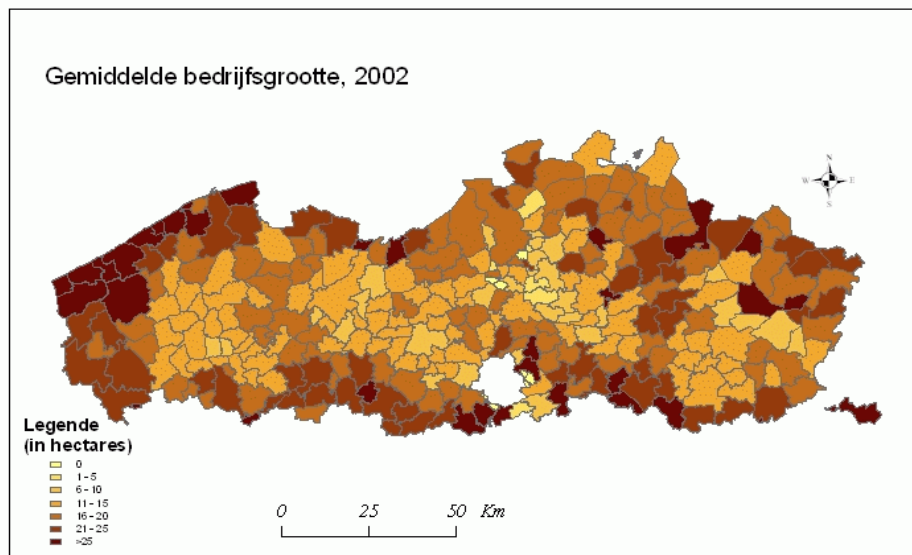 Gemiddelde bedrijfsgrootte, 2002
N
W E
S
Legende
(in hectares)
0
1 - 5
6 - 10
11 - 15
16 - 20
21 - 25
>25
0 25 50 Km